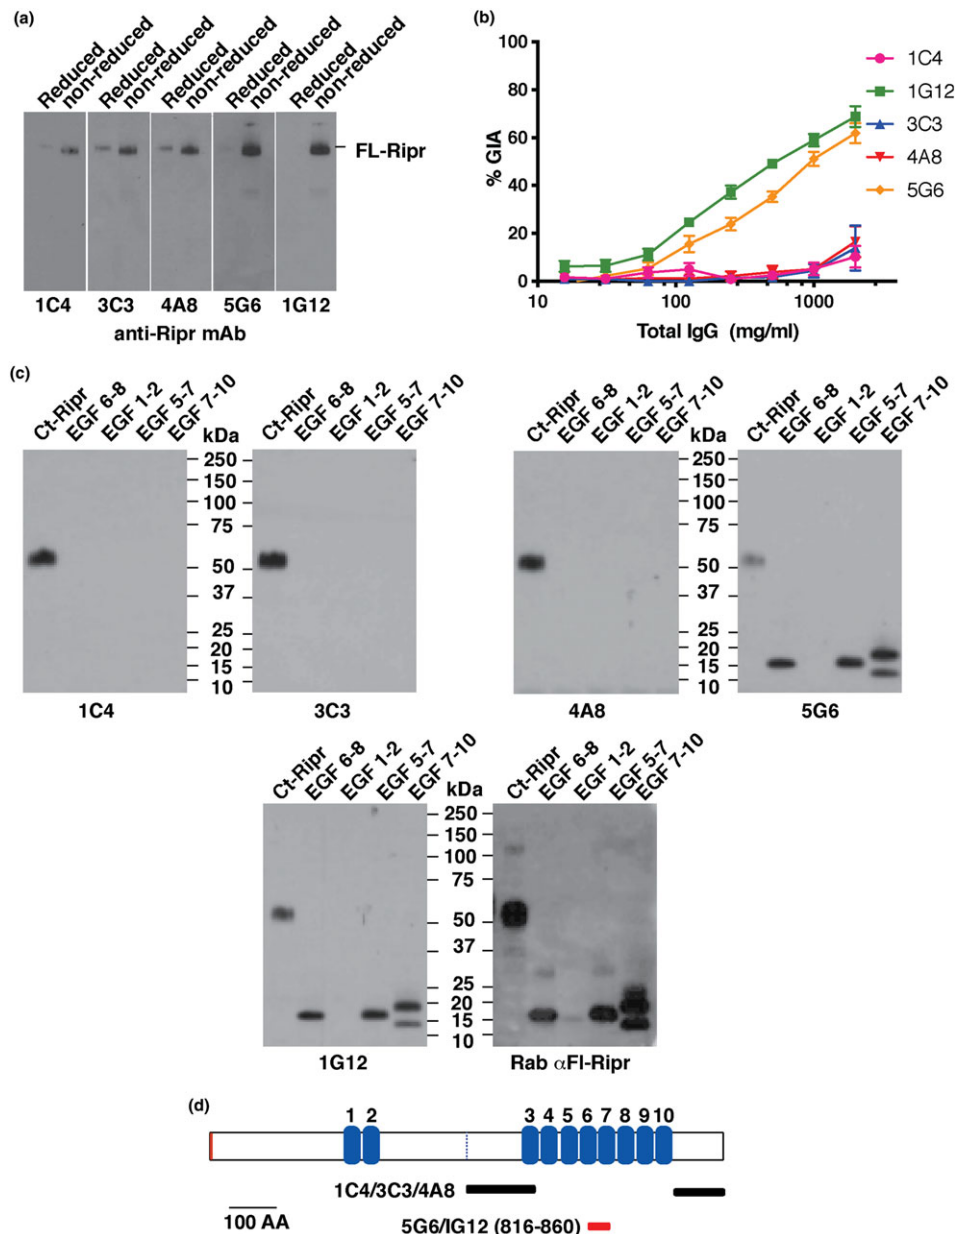 (a)
Reduced non-reduced Reduced non-reduced Reduced non-reduced Reduced non-reduced Reduced non-reduced
FL-Ripr
1C4 3C3 4A8 5G6 1G12
anti-Ripr mAb
(b)
100
80
60
40
20
0
% GIA
10 100 1000
Total IgG (mg/ml)
1C4
1G12
3C3
4A8
5G6
(c)
Ct-Ripr EGF 6-8 EGF 1-2 EGF 5-7 EGF 7-10
kDa
250
150
100
75
50
37
25
20
15
10
1C4
Ct-Ripr EGF 6-8 EGF 1-2 EGF 5-7 EGF 7-10
3C3
Ct-Ripr EGF 6-8 EGF 1-2 EGF 5-7 EGF 7-10
kDa
250
150
100
75
50
37
25
20
15
10
4A8
Ct-Ripr EGF 6-8 EGF 1-2 EGF 5-7 EGF 7-10
5G6
Ct-Ripr EGF 6-8 EGF 1-2 EGF 5-7 EGF 7-10
kDa
250
150
100
75
50
37
25
20
15
10
1G12
Ct-Ripr EGF 6-8 EGF 1-2 EGF 5-7 EGF 7-10
Rab αFl-Ripr
(d)
1 2 3 4 5 6 7 8 9 10
1C4/3C3/4A8
100 AA
5G6/IG12 (816-860)